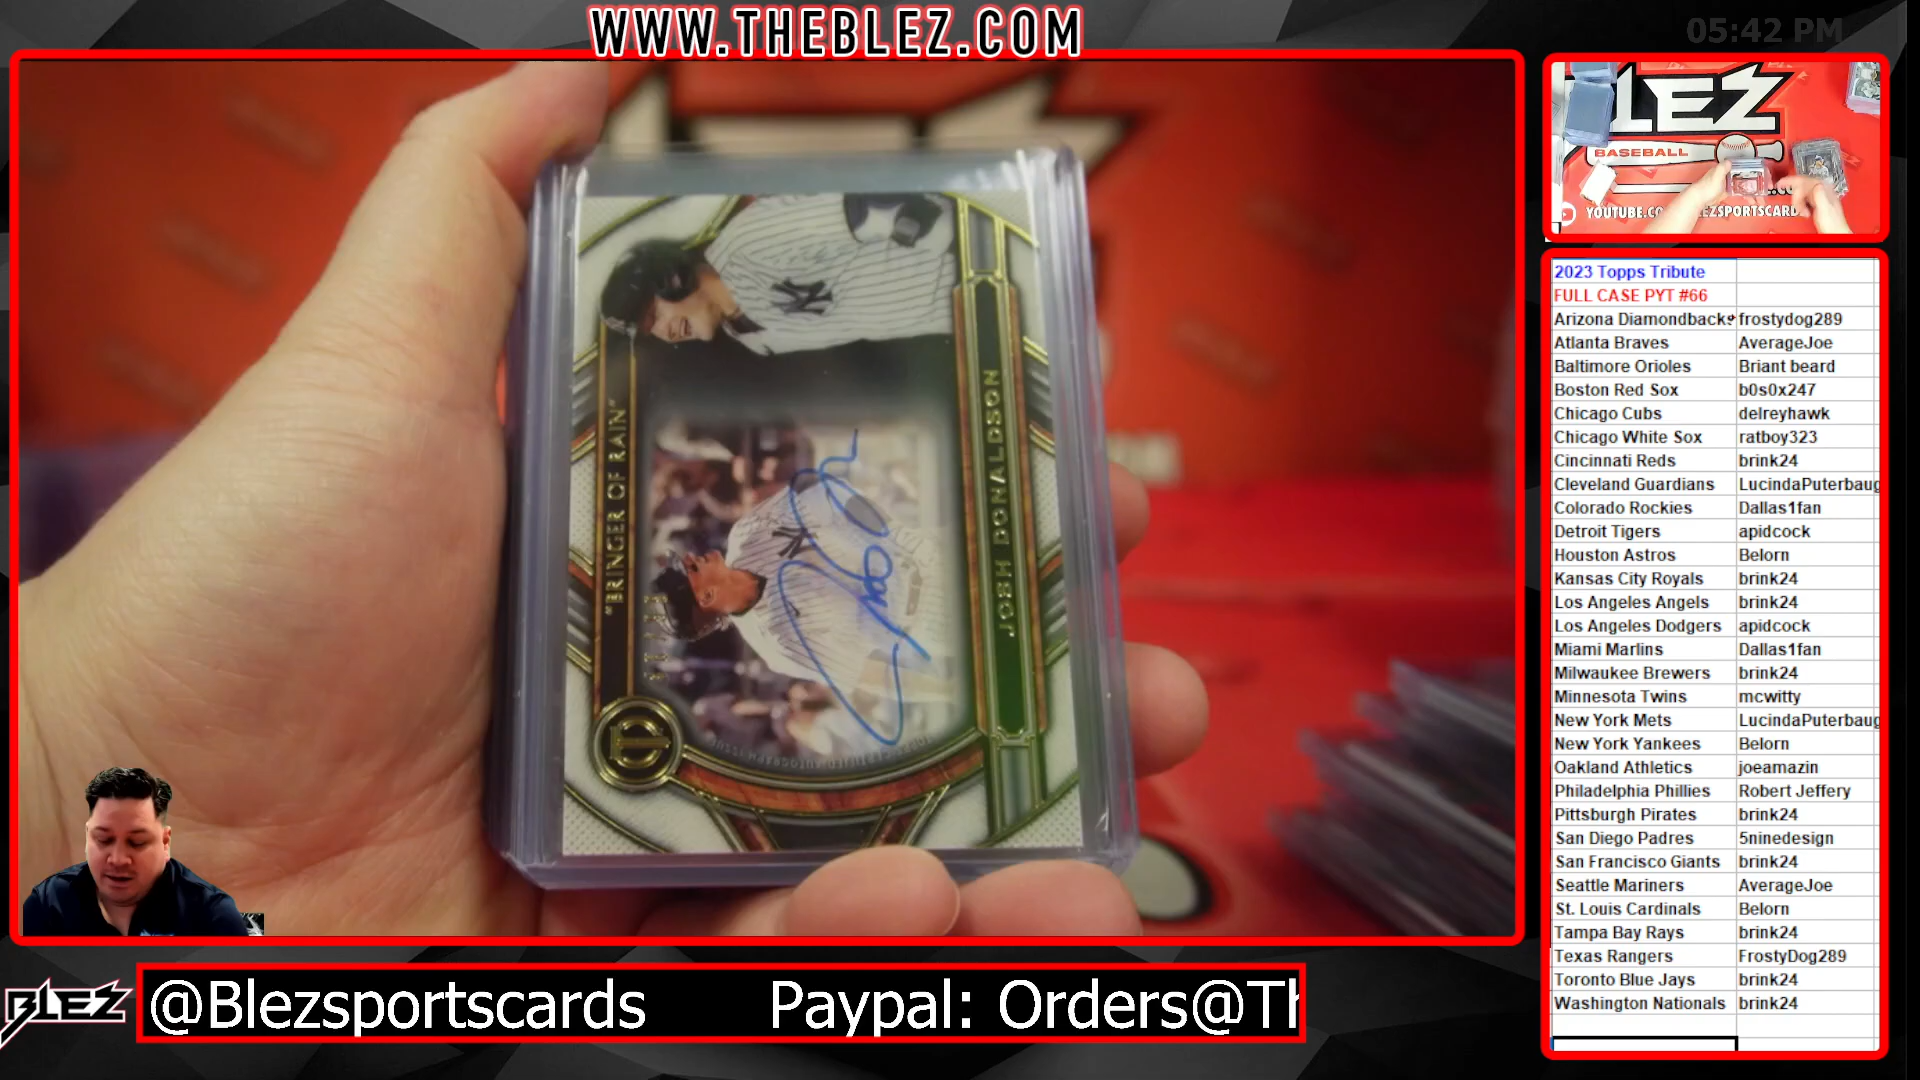 WWW.THEBLEZ.COM
05:42 PM
BLEZ
BASEBALL
2023 Topps Tribute
FULL CASE PYT #66
Arizona Diamondbacks frostydog289
Atlanta Braves AverageJoe
Baltimore Orioles Briant beard
Boston Red Sox b0s0x247
Chicago Cubs delreyhawk
Chicago White Sox ratboy323
Cincinnati Reds brink24
Cleveland Guardians LucindaPuterbaug
Colorado Rockies Dallas1fan
Detroit Tigers apidcock
Houston Astros Belorn
Kansas City Royals brink24
Los Angeles Angels brink24
Los Angeles Dodgers apidcock
Miami Marlins Dallas1fan
Milwaukee Brewers brink24
Minnesota Twins mcwitty
New York Mets LucindaPuterbaug
New York Yankees Belorn
Oakland Athletics joeamazin
Philadelphia Phillies Robert Jeffery
Pittsburgh Pirates brink24
San Diego Padres 5ninedesign
San Francisco Giants brink24
Seattle Mariners AverageJoe
St. Louis Cardinals Belorn
Tampa Bay Rays brink24
Texas Rangers FrostyDog289
Toronto Blue Jays brink24
Washington Nationals brink24
"BRINGER OF RAIN"
JOSH DONALDSON
BLEZ
@Blezsportscards Paypal: Orders@Th